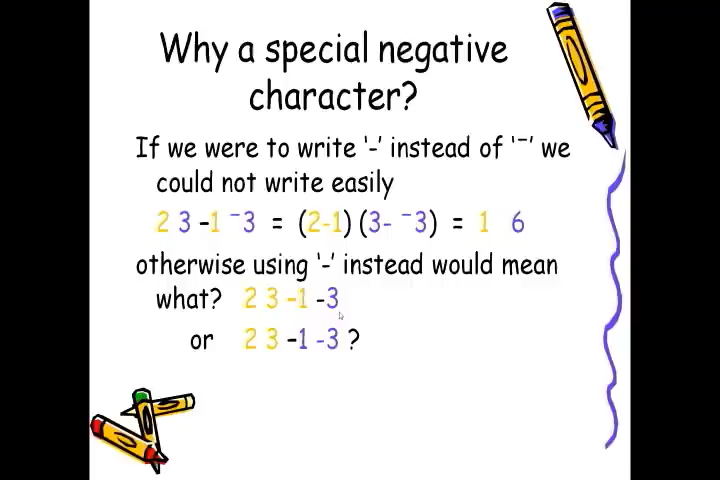 Why a special negative
character?
If we were to write ‘-’ instead of ‘¯’ we
could not write easily
2 3 -1 ¯3 = (2-1) (3- ¯3) = 1 6
otherwise using ‘-’ instead would mean
what? 2 3 -1 -3
or 2 3 -1 -3 ?